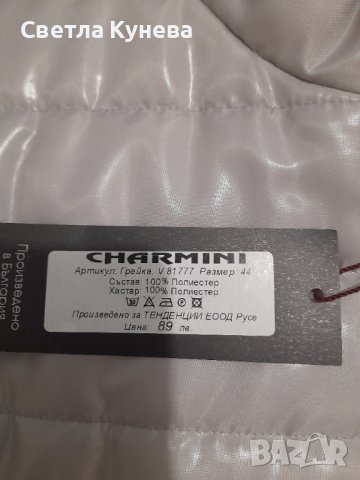 Светла Кунева
CHARMINI
Артикул: Грейка, V 81777 Размер: 44
Състав: 100% Полиестер
Хастар: 100% Полиестер
Произведено за ТЕНДЕНЦИИ ЕООД Русе
Цена: 89 лв.
Произведено
в България
BAZAR